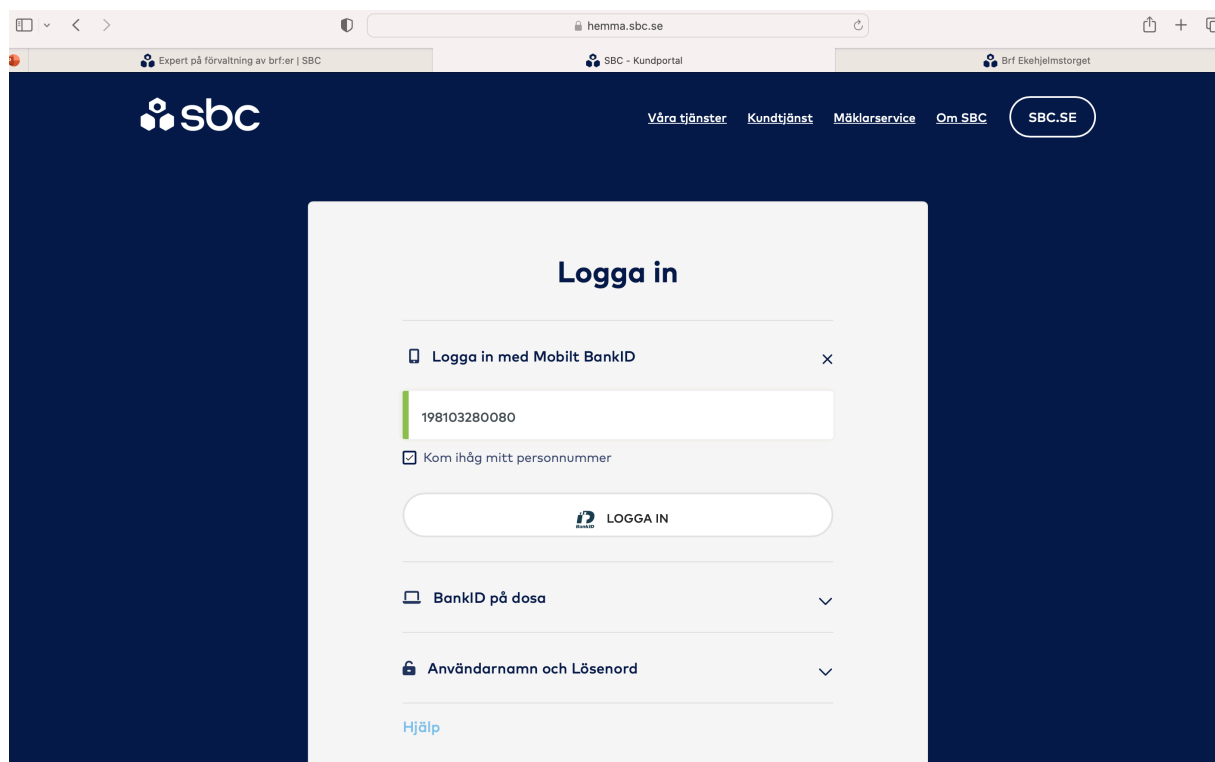 hemma.sbc.se
Expert på förvaltning av brf:er | SBC
SBC - Kundportal
Brf Ekehjelmstorget
sbc
Våra tjänster Kundtjänst Mäklarservice Om SBC SBC.SE
Logga in
Logga in med Mobilt BankID
198103280080
Kom ihåg mitt personnummer
BankID LOGGA IN
BankID på dosa
Användarnamn och Lösenord
Hjälp